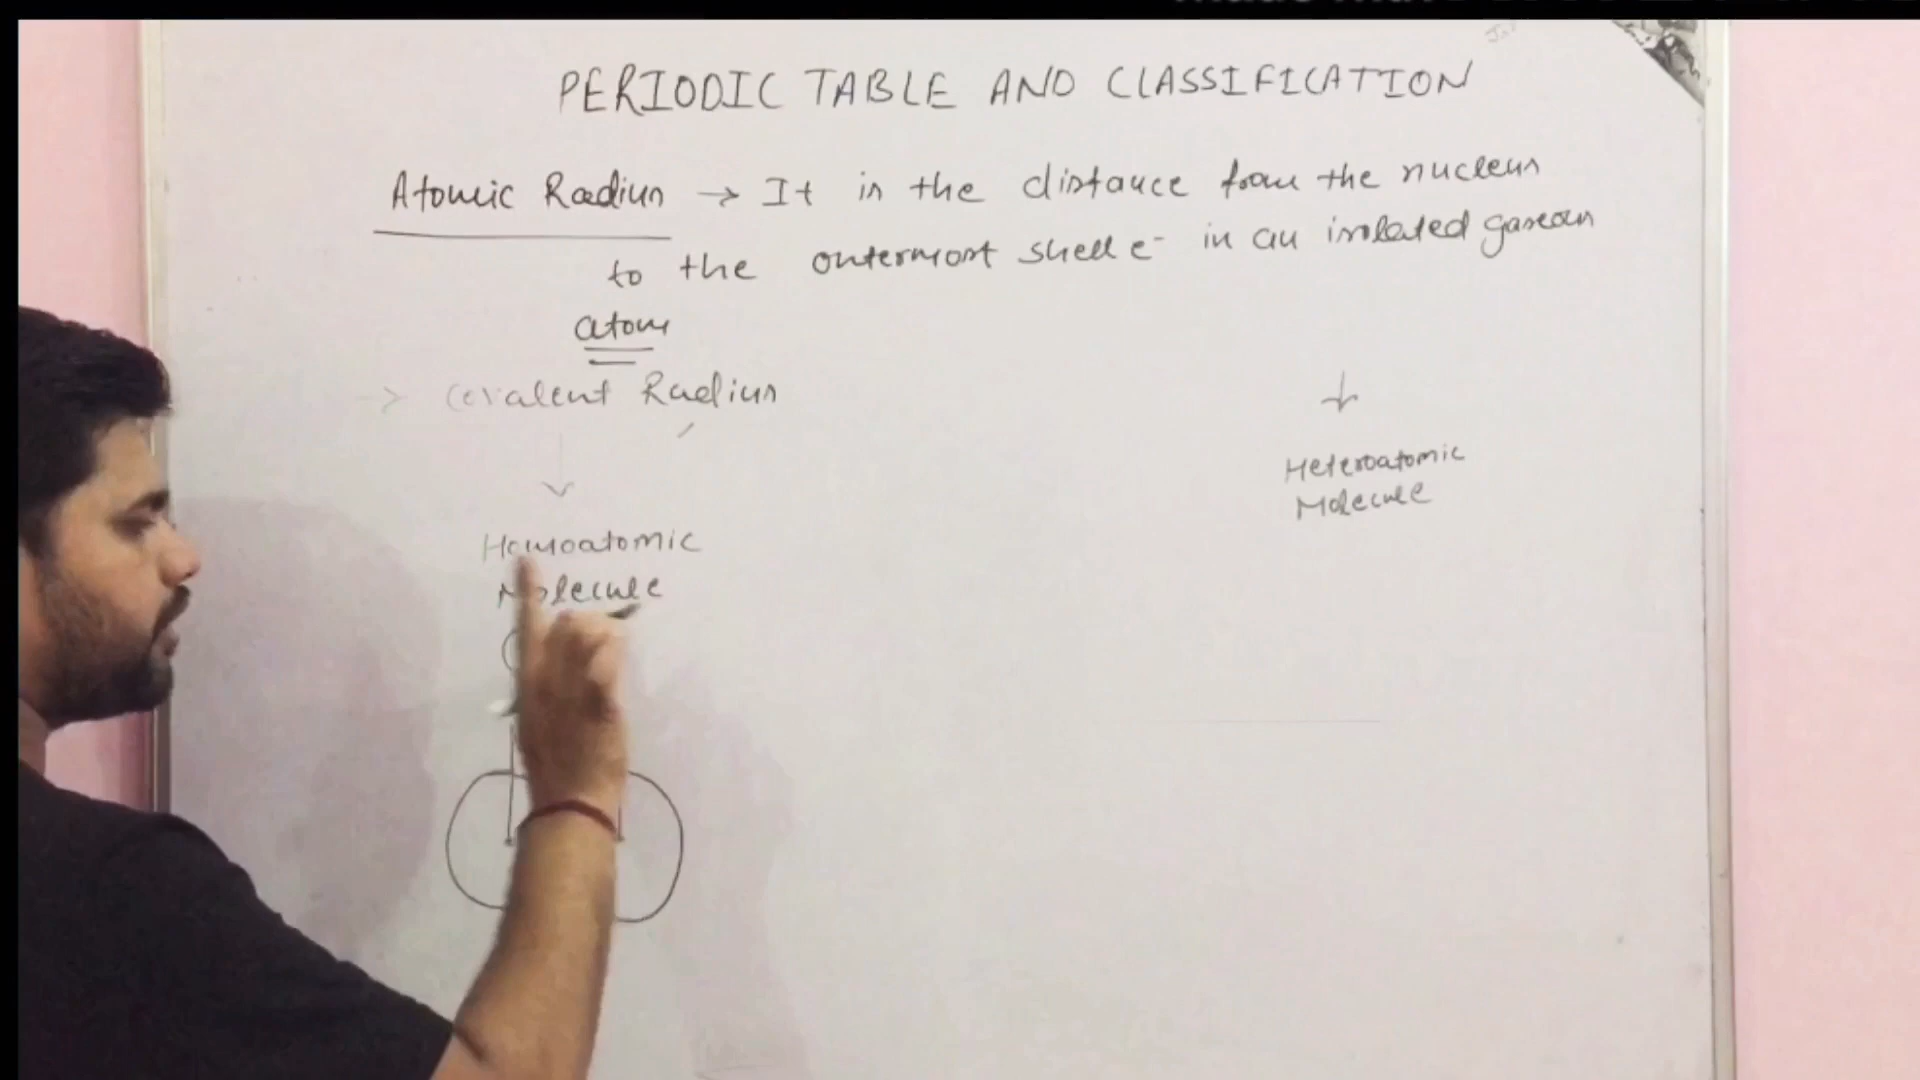 PERIODIC TABLE AND CLASSIFICATION
Atomic Radius → It is the distance from the nucleus
to the outermost shell e⁻ in an isolated gaseous
atom
→ Covalent Radius
Heteroatomic
Molecule
Homoatomic
Molecule